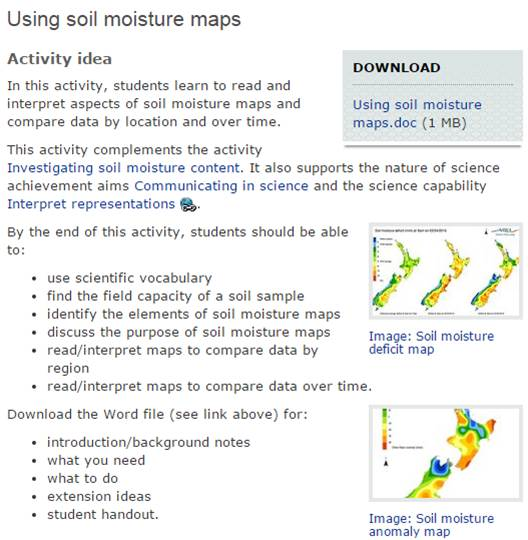 Using soil moisture maps
Activity idea
In this activity, students learn to read and
interpret aspects of soil moisture maps and
compare data by location and over time.
DOWNLOAD
Using soil moisture
maps.doc (1 MB)
This activity complements the activity
Investigating soil moisture content. It also supports the nature of science
achievement aims Communicating in science and the science capability
Interpret representations .
By the end of this activity, students should be able
to:
• use scientific vocabulary
• find the field capacity of a soil sample
• identify the elements of soil moisture maps
• discuss the purpose of soil moisture maps
• read/interpret maps to compare data by
region
• read/interpret maps to compare data over time.
Image: Soil moisture
deficit map
Download the Word file (see link above) for:
• introduction/background notes
• what you need
• what to do
• extension ideas
• student handout.
Image: Soil moisture
anomaly map